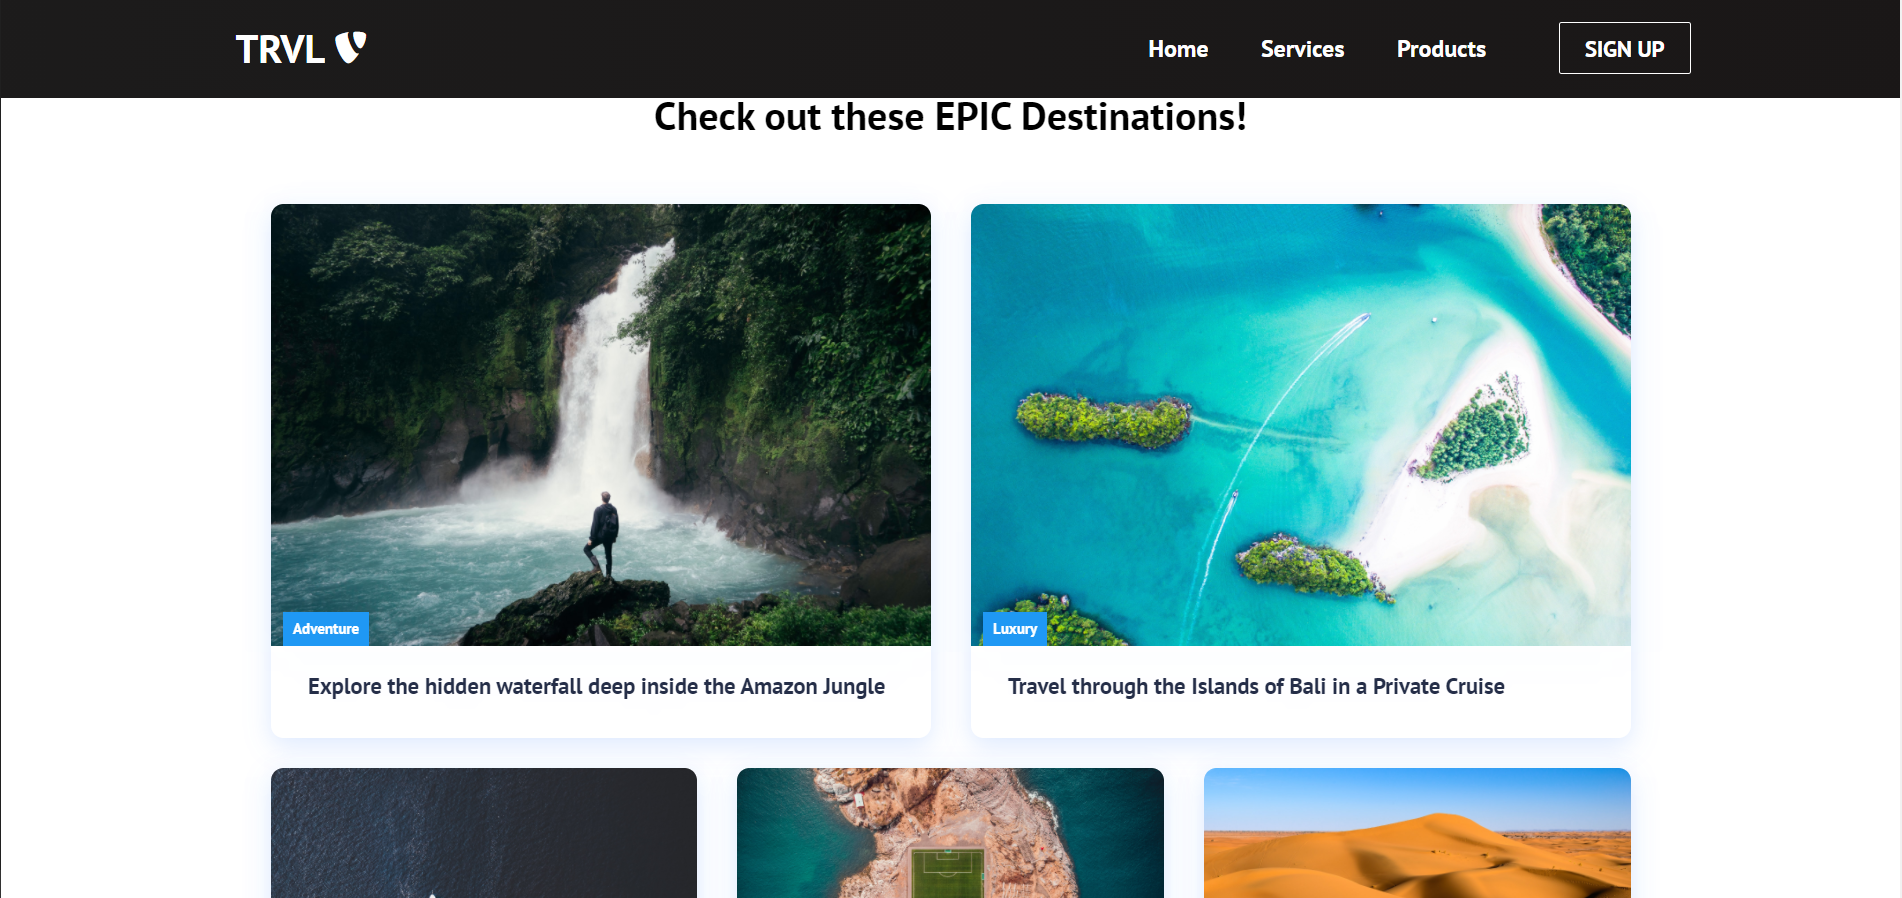 TRVL
Home Services Products SIGN UP
Check out these EPIC Destinations!
Adventure
Luxury
Explore the hidden waterfall deep inside the Amazon Jungle
Travel through the Islands of Bali in a Private Cruise